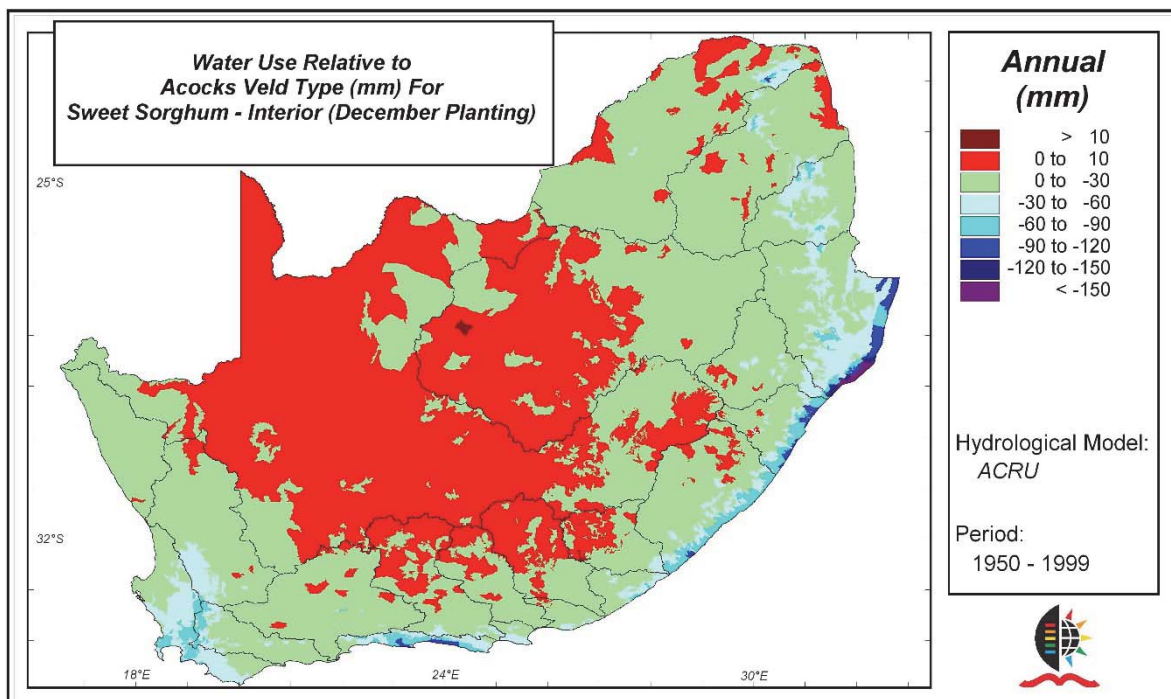 Water Use Relative to
Acocks Veld Type (mm) For
Sweet Sorghum - Interior (December Planting)
25°S
32°S
18°E
24°E
30°E
Annual
(mm)
> 10
0 to 10
0 to -30
-30 to -60
-60 to -90
-90 to -120
-120 to -150
< -150
Hydrological Model:
ACRU
Period:
1950 - 1999